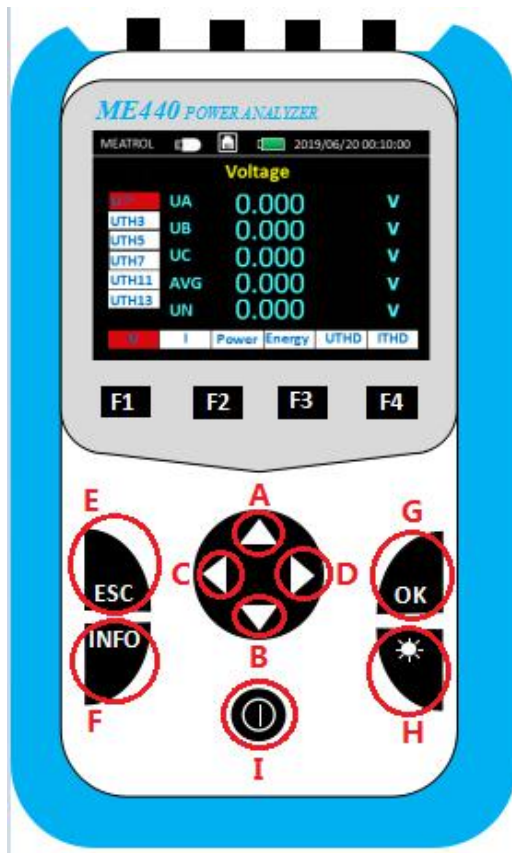 ME440 POWER ANALYZER
MEATROL 2019/06/20 00:10:00
Voltage
UA 0.000 V
UTH3
UB 0.000 V
UTH5
UTH7
UC 0.000 V
UTH11
AVG 0.000 V
UTH13
UN 0.000 V
U I Power Energy UTHD ITHD
F1 F2 F3 F4
E A G
C D
ESC OK
INFO
B
F H
I